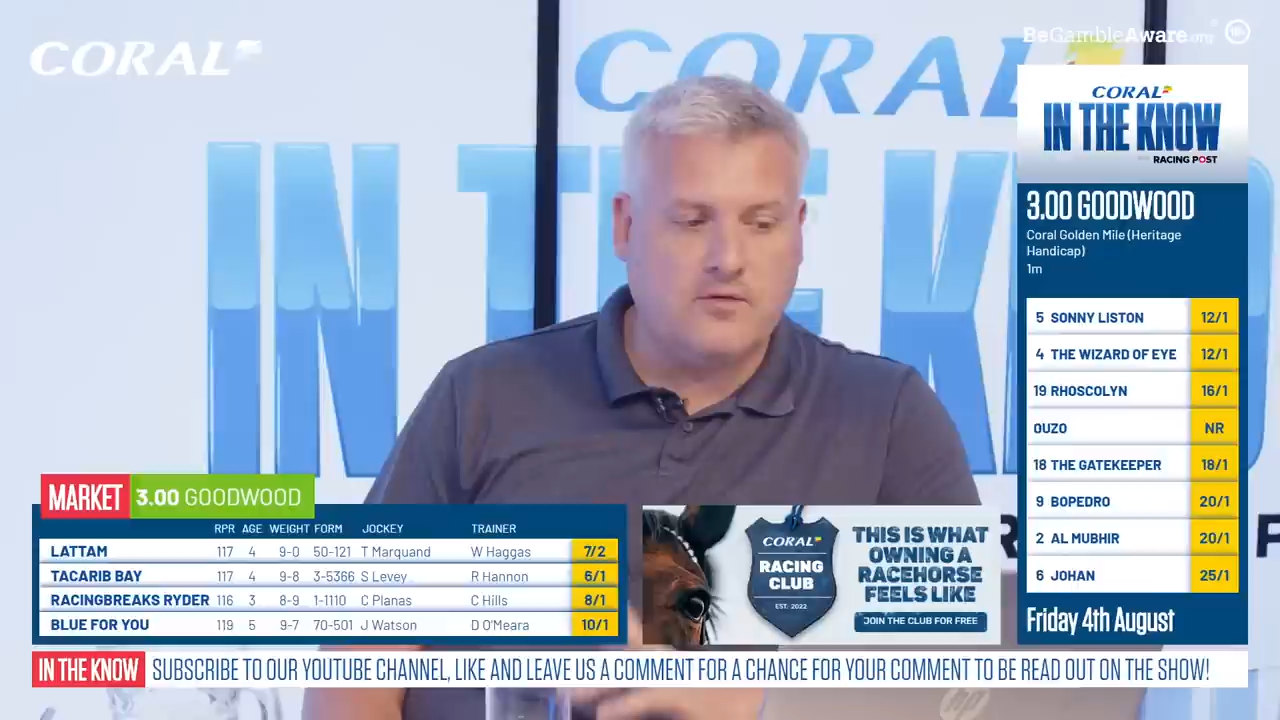 CORAL
BeGambleAware.org 18+
CORAL
IN THE KNOW
CORAL
IN THE KNOW
WITH RACING POST
3.00 GOODWOOD
Coral Golden Mile (Heritage
Handicap)
1m
5 SONNY LISTON 12/1
4 THE WIZARD OF EYE 12/1
19 RHOSCOLYN 16/1
OUZO NR
18 THE GATEKEEPER 18/1
9 BOPEDRO 20/1
2 AL MUBHIR 20/1
6 JOHAN 25/1
Friday 4th August
MARKET 3.00 GOODWOOD
RPR AGE WEIGHT FORM JOCKEY TRAINER
LATTAM 117 4 9-0 50-121 T Marquand W Haggas 7/2
TACARIB BAY 117 4 9-8 3-5366 S Levey R Hannon 6/1
RACINGBREAKS RYDER 116 3 8-9 1-1110 C Planas C Hills 8/1
BLUE FOR YOU 119 5 9-7 70-501 J Watson D O'Meara 10/1
CORAL
RACING
CLUB
EST. 2022
THIS IS WHAT
OWNING A
RACEHORSE
FEELS LIKE
JOIN THE CLUB FOR FREE
IN THE KNOW SUBSCRIBE TO OUR YOUTUBE CHANNEL, LIKE AND LEAVE US A COMMENT FOR A CHANCE FOR YOUR COMMENT TO BE READ OUT ON THE SHOW!
hp